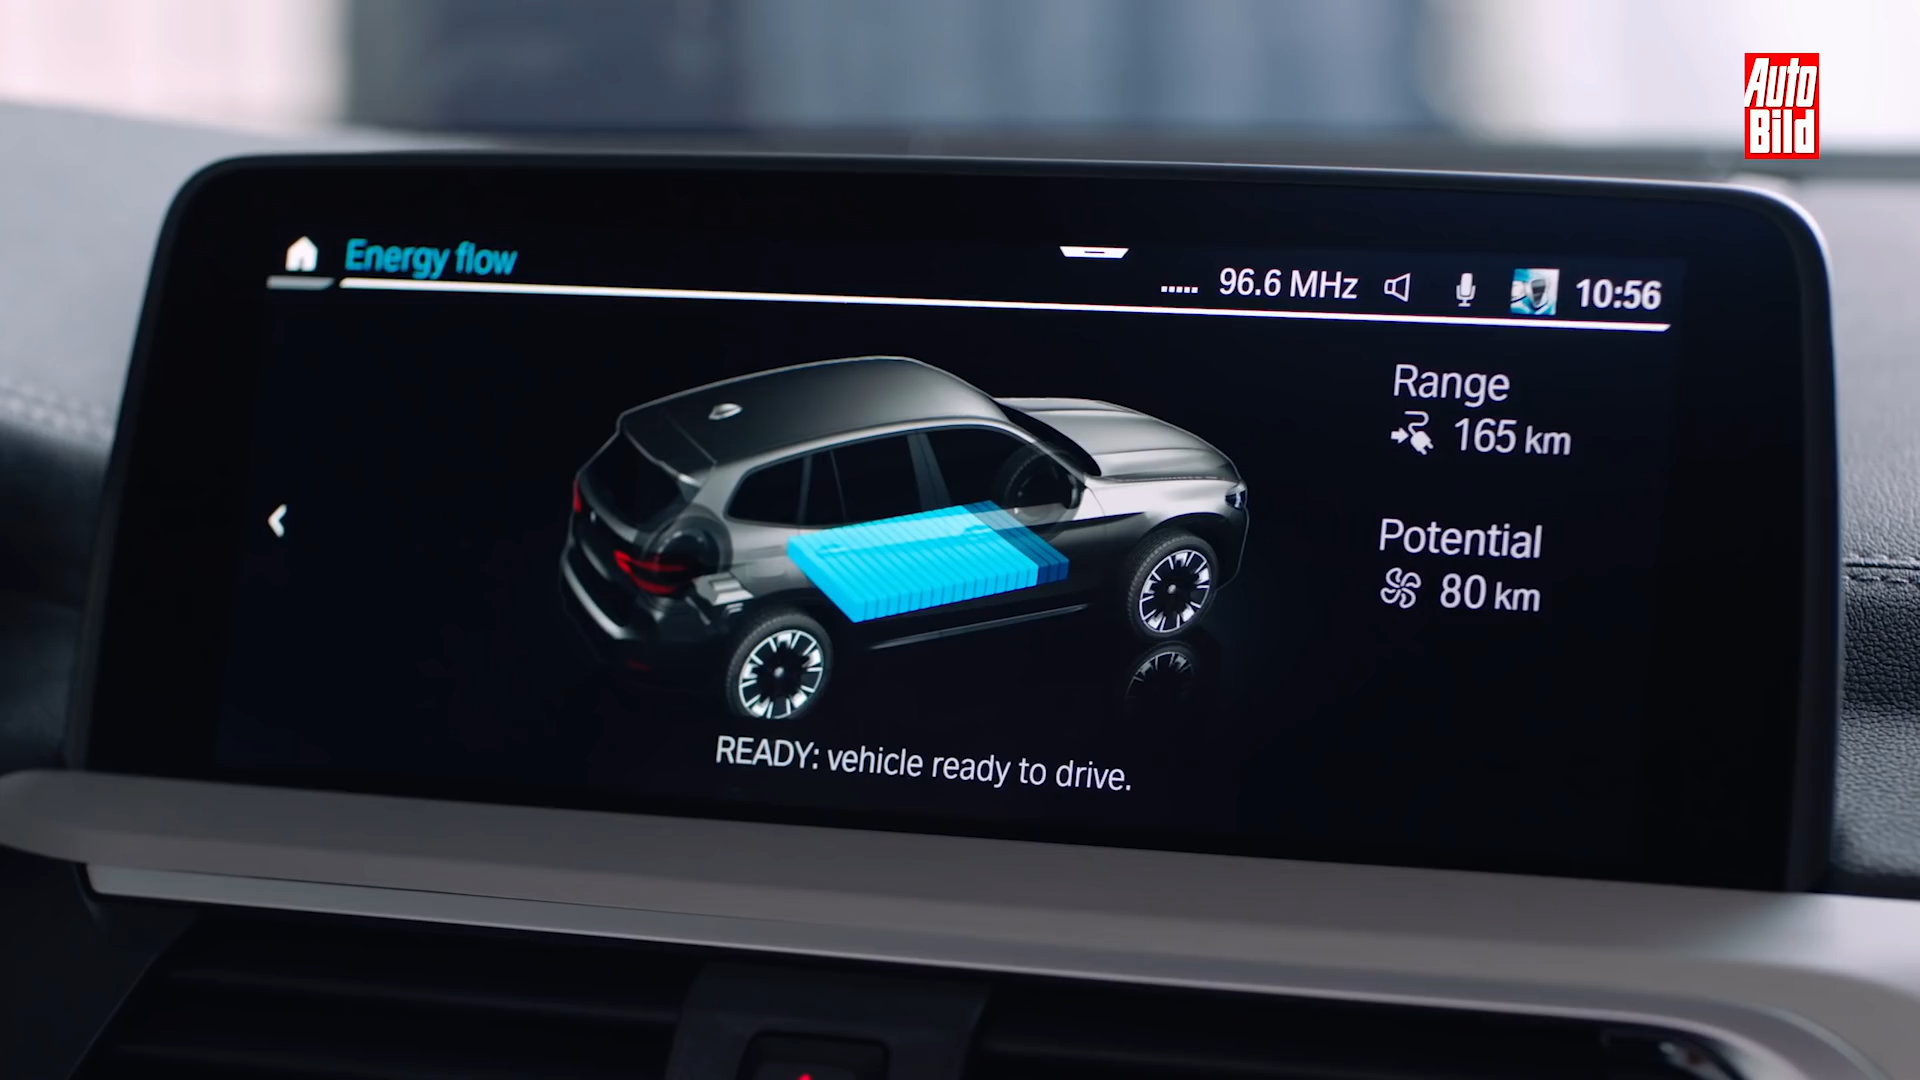 Auto
Bild
Energy flow
96.6 MHz
10:56
Range
165 km
Potential
80 km
READY: vehicle ready to drive.